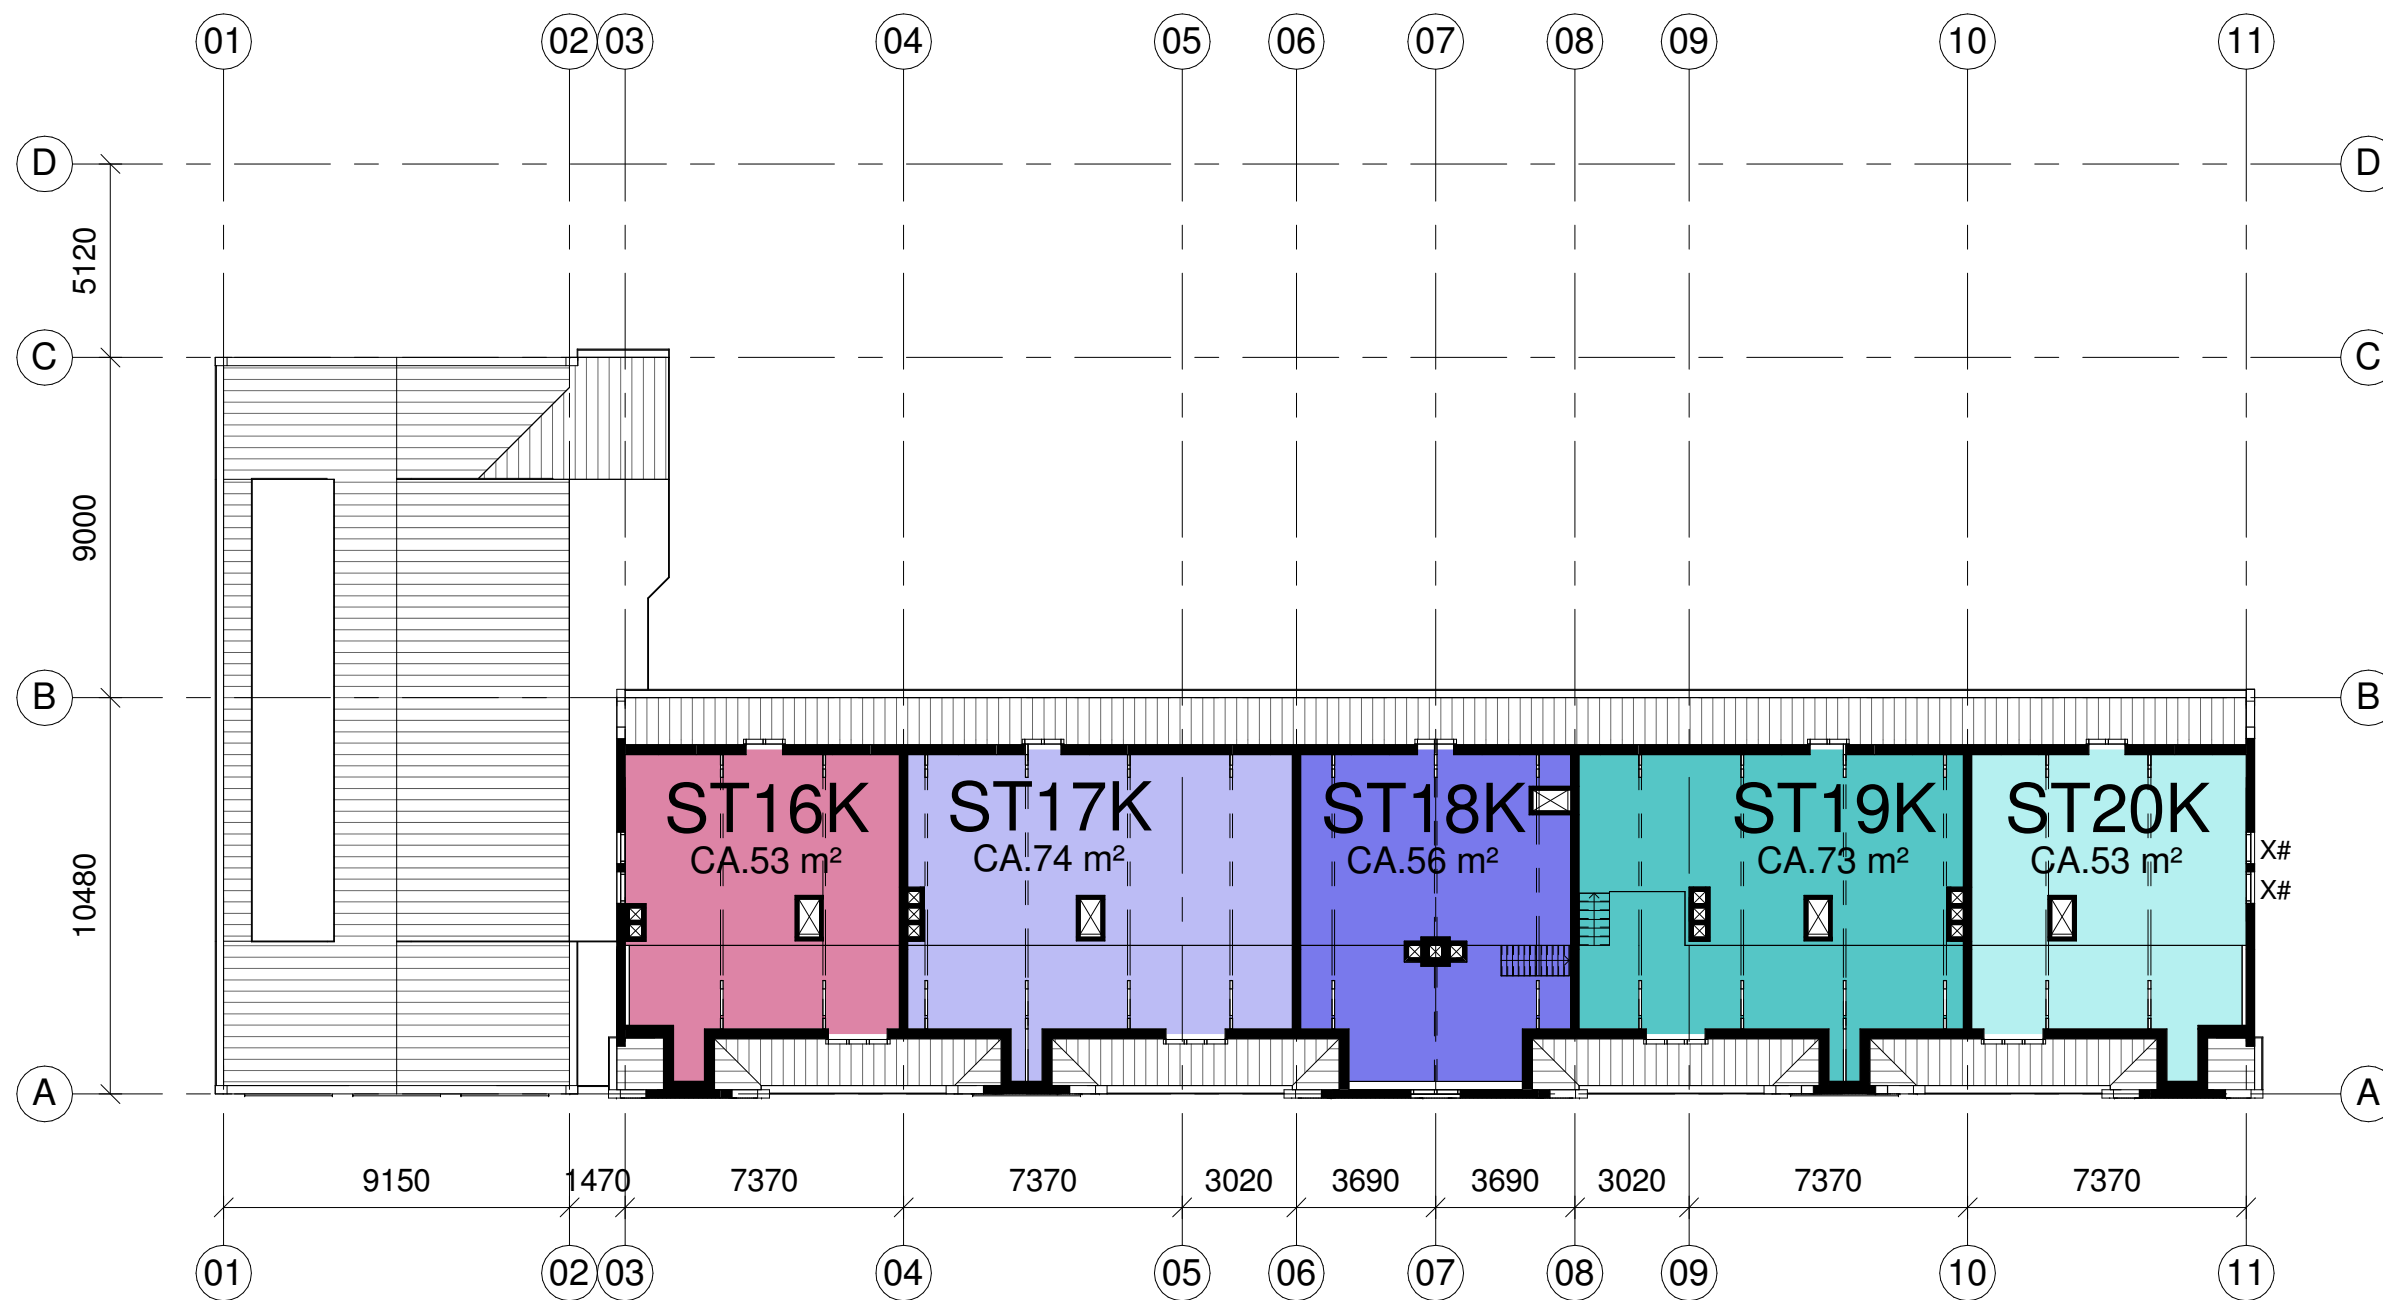 01 02 03 04 05 06 07 08 09 10 11
D D
5120
C C
9000
B B
ST16K ST17K ST18K ST19K ST20K
CA.53 m² CA.74 m² CA.56 m² CA.73 m² CA.53 m²
X#
X#
10480
A A
9150 1470 7370 7370 3020 3690 3690 3020 7370 7370
01 02 03 04 05 06 07 08 09 10 11